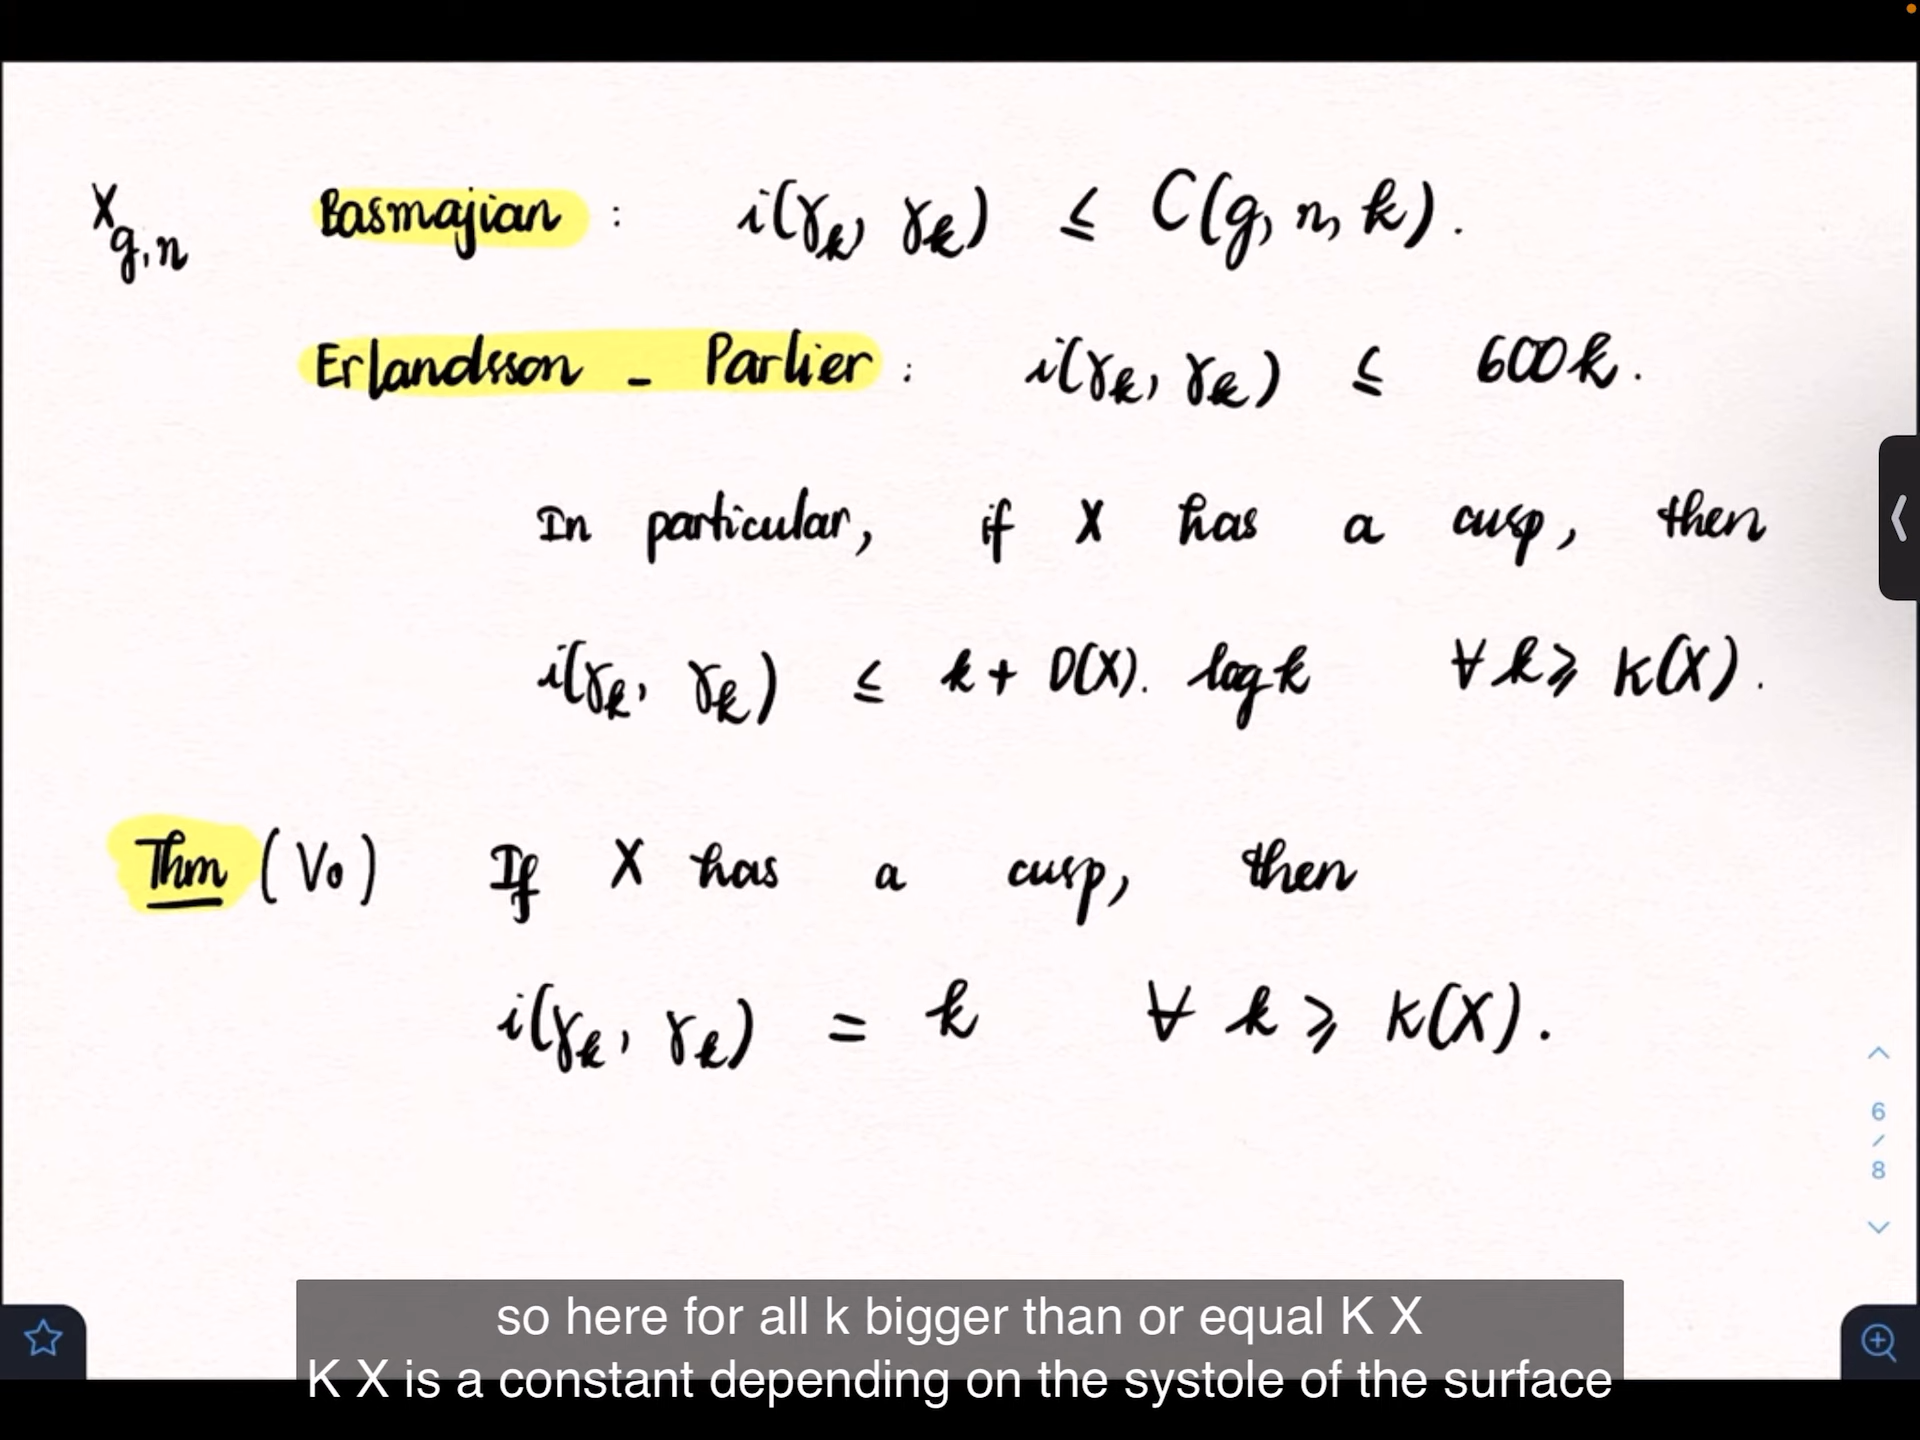 X_{g,n} Basmajian : i(γ_k, γ_k) ≤ C(g, n, k).
Erlandsson - Parlier : i(γ_k, γ_k) ≤ 600k.
In particular, if X has a cusp, then
i(γ_k, γ_k) ≤ k + D(X). log k ∀ k ≥ K(X).
Thm (Vo) If X has a cusp, then
i(γ_k, γ_k) = k ∀ k ≥ K(X).
6
/
8
so here for all k bigger than or equal K X
K X is a constant depending on the systole of the surface